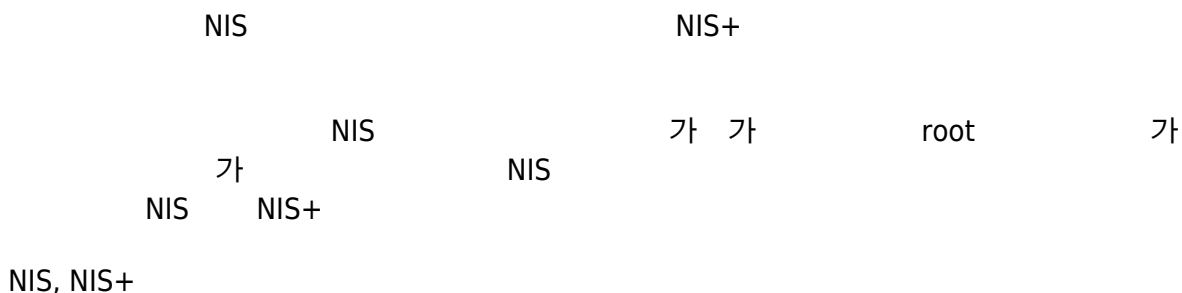 NIS NIS+
NIS 가 가 root 가
가 NIS
NIS NIS+
NIS, NIS+